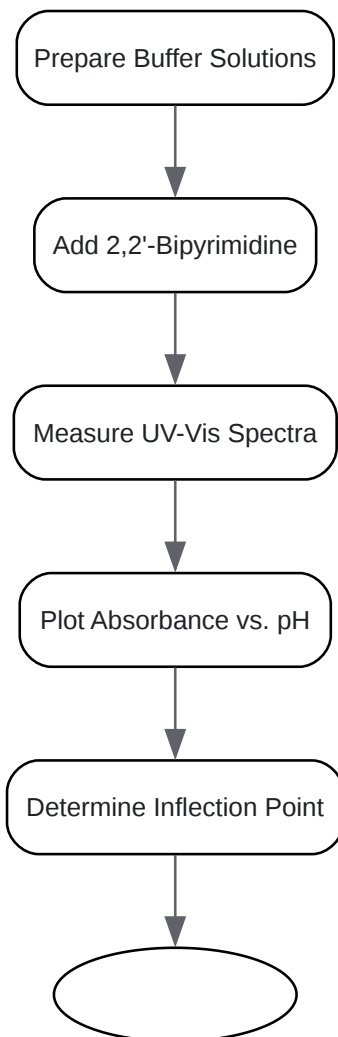 Prepare Buffer Solutions
Add 2,2'-Bipyrimidine
Measure UV-Vis Spectra
Plot Absorbance vs. pH
Determine Inflection Point